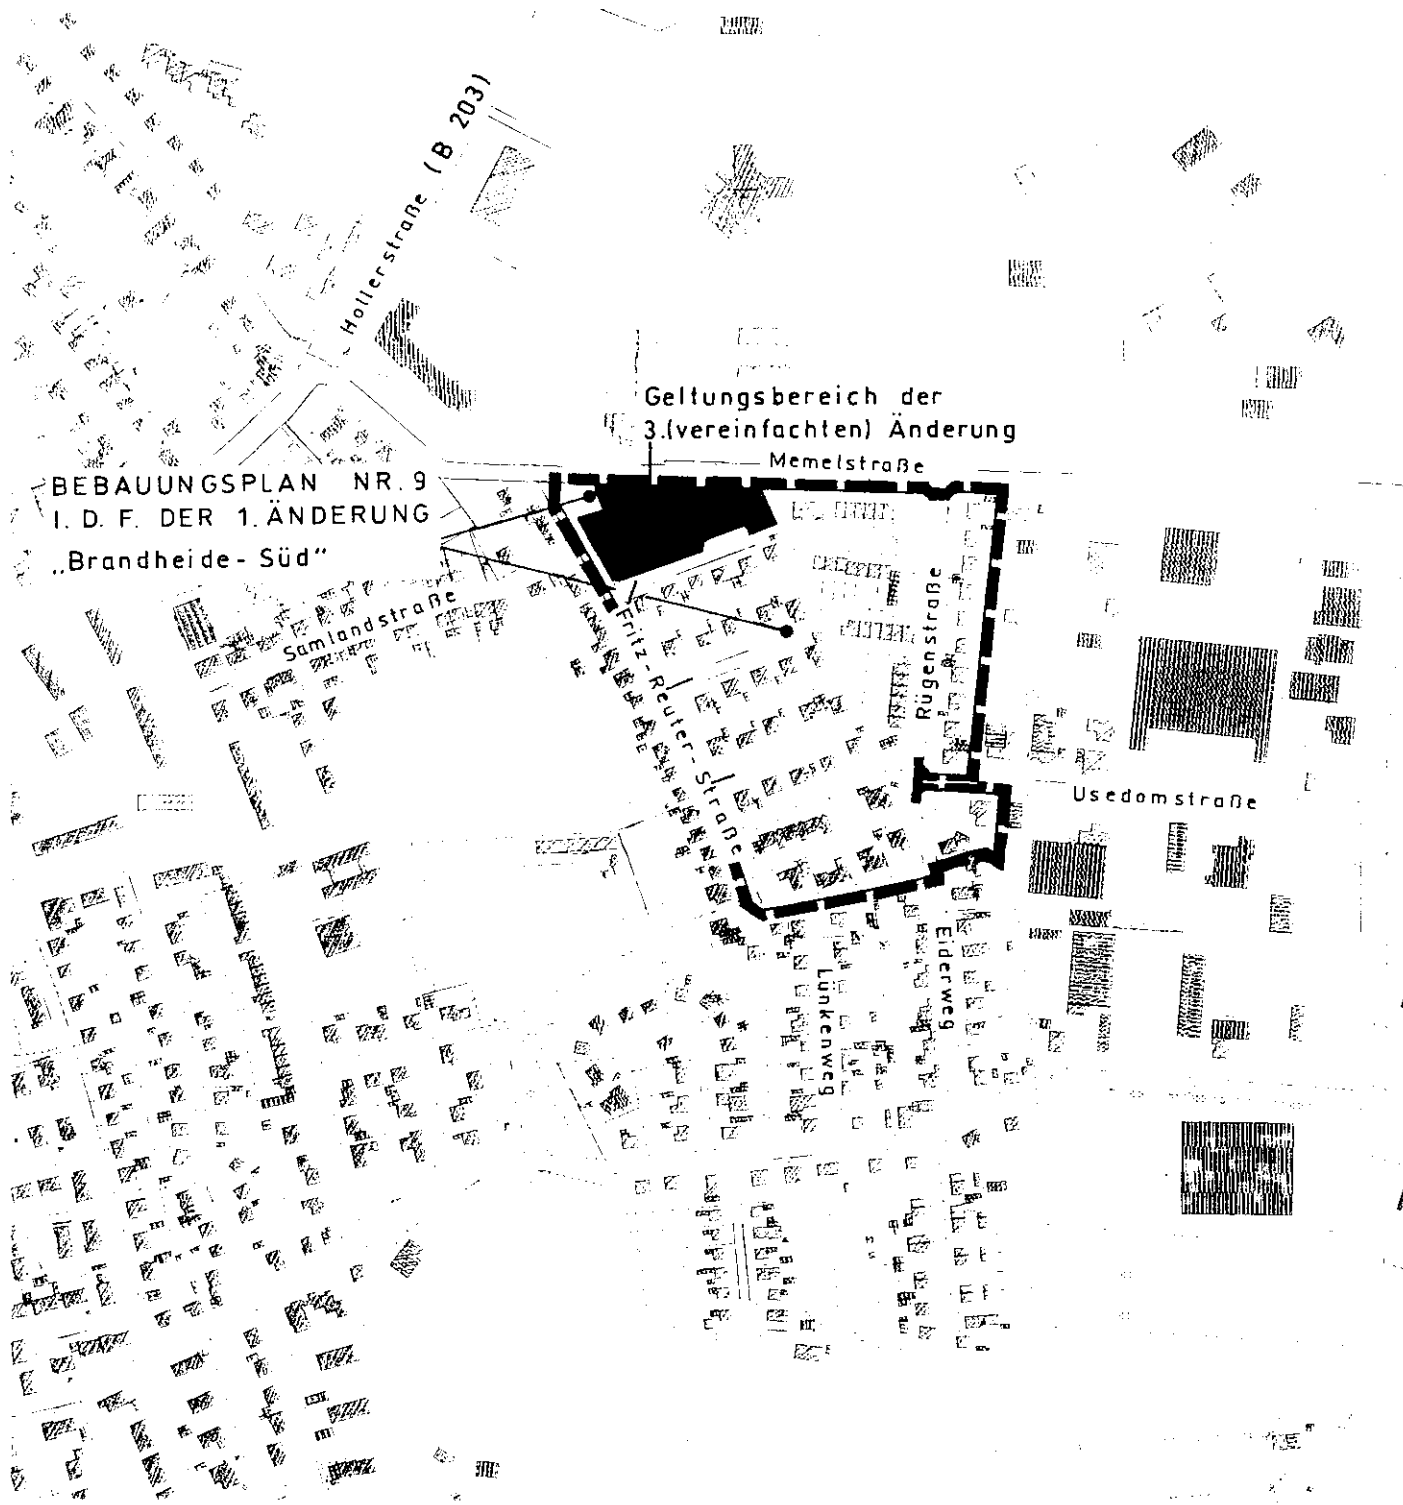 Hollerstraße (B 203)
Geltungsbereich der
3.(vereinfachten) Änderung
Memelstraße
BEBAUUNGSPLAN NR. 9
I. D. F. DER 1. ÄNDERUNG
„Brandheide-Süd“
Samlandstraße
Fritz-Reuter-Straße
Rügenstraße
Usedomstraße
Eiderweg
Lünkenweg